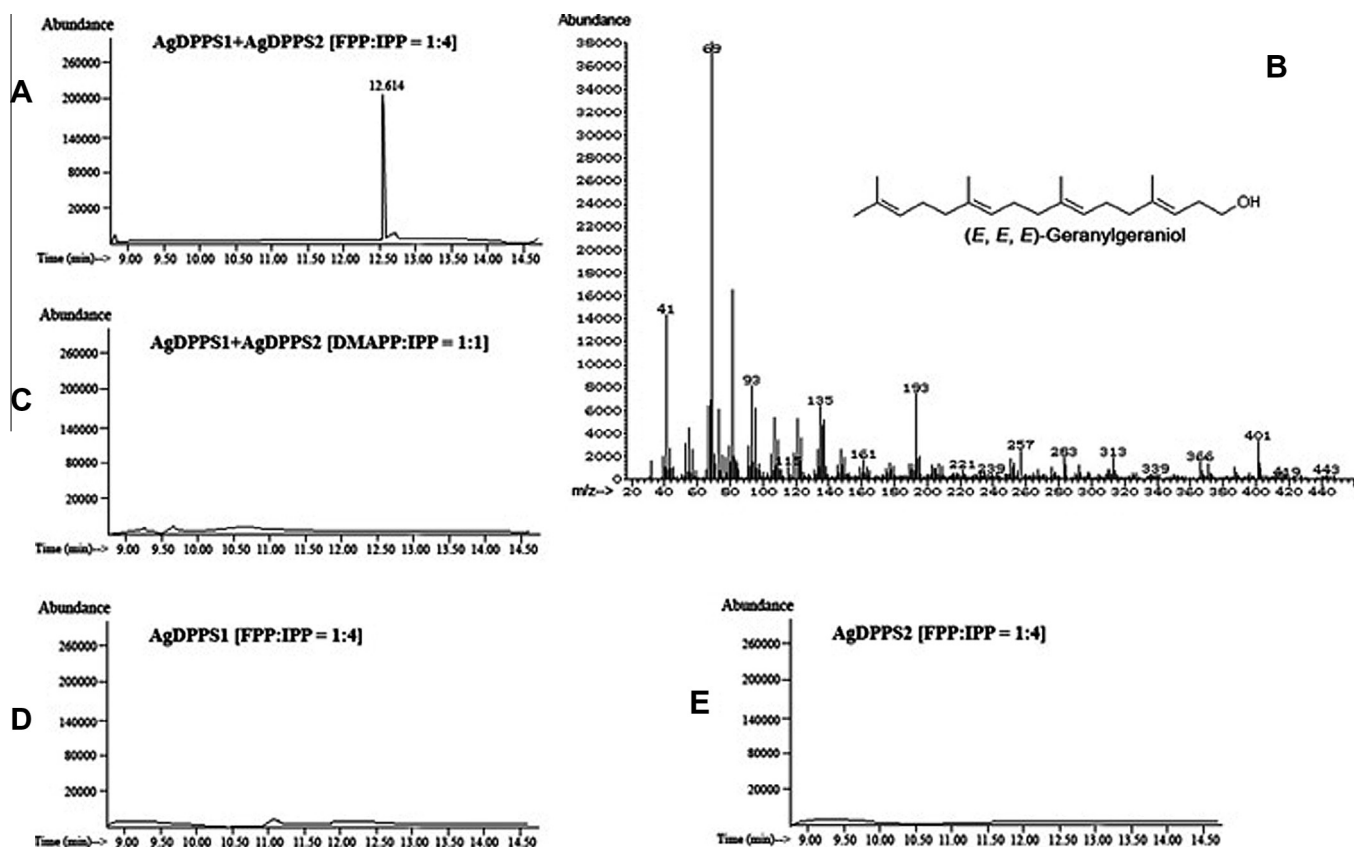 A
Abundance
AgDPPS1+AgDPPS2 [FPP:IPP = 1:4]
260000
200000
140000
80000
20000
12.614
Time (min)-->
9.00 9.50 10.00 10.50 11.00 11.50 12.00 12.50 13.00 13.50 14.00 14.50
B
Abundance
38000
36000
34000
32000
30000
28000
26000
24000
22000
20000
18000
16000
14000
12000
10000
8000
6000
4000
2000
0
69
41
93
135
193
161
221
239
257
283
313
339
366
401
443
OH
(E, E, E)-Geranylgeraniol
m/z-->
20 40 60 80 100 120 140 160 180 200 220 240 260 280 300 320 340 360 380 400 420 440
C
Abundance
AgDPPS1+AgDPPS2 [DMAPP:IPP = 1:1]
260000
200000
140000
80000
20000
Time (min)-->
9.00 9.50 10.00 10.50 11.00 11.50 12.00 12.50 13.00 13.50 14.00 14.50
D
Abundance
AgDPPS1 [FPP:IPP = 1:4]
260000
200000
140000
80000
20000
Time (min)-->
9.00 9.50 10.00 10.50 11.00 11.50 12.00 12.50 13.00 13.50 14.00 14.50
E
Abundance
AgDPPS2 [FPP:IPP = 1:4]
260000
200000
140000
80000
20000
Time (min)-->
9.00 9.50 10.00 10.50 11.00 11.50 12.00 12.50 13.00 13.50 14.00 14.50